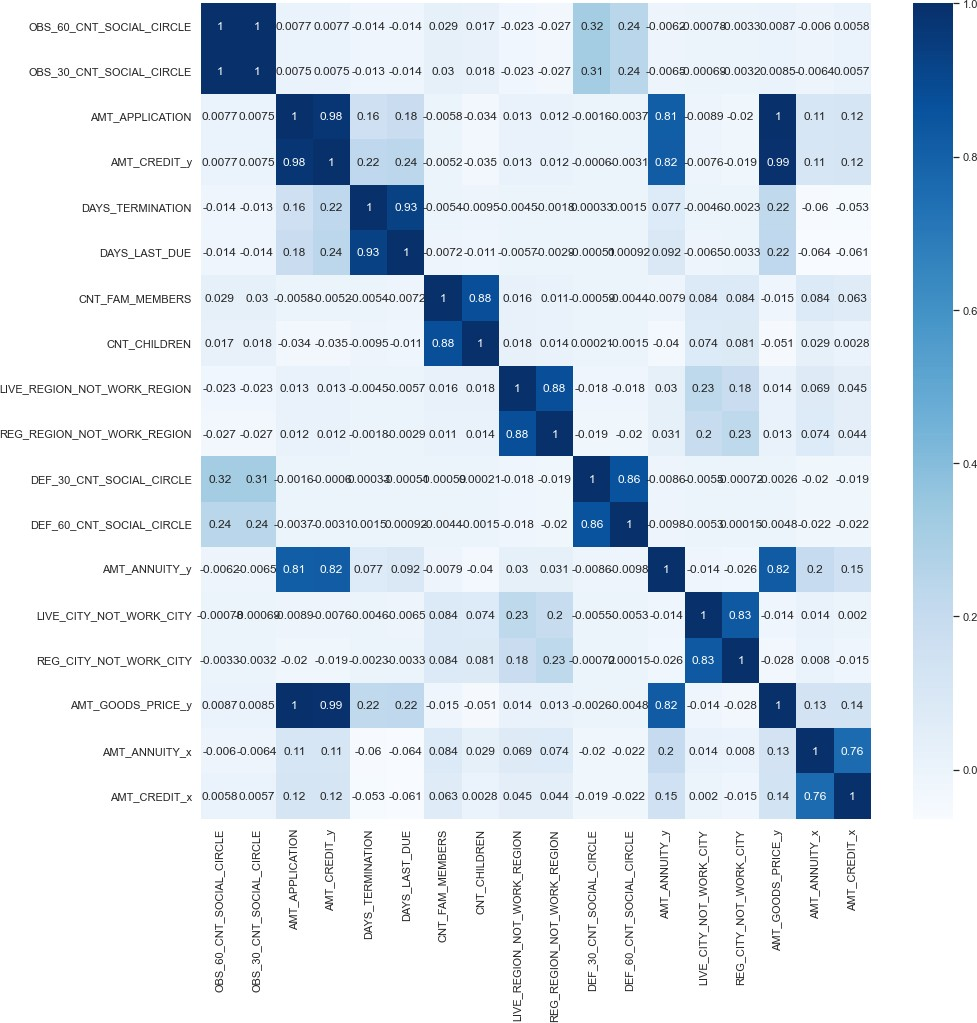 OBS_60_CNT_SOCIAL_CIRCLE 1 1 0.0077 0.0077 -0.014 -0.014 0.029 0.017 -0.023 -0.027 0.32 0.24 -0.0062 -0.00078 -0.0033 0.0087 -0.006 0.0058
OBS_30_CNT_SOCIAL_CIRCLE 1 1 0.0075 0.0075 -0.013 -0.014 0.03 0.018 -0.023 -0.027 0.31 0.24 -0.0065 -0.00069 -0.0032 0.0085 -0.0064 0.0057
AMT_APPLICATION 0.0077 0.0075 1 0.98 0.16 0.18 -0.0058 -0.034 0.013 0.012 -0.0016 -0.0037 0.81 -0.0089 -0.02 1 0.11 0.12
AMT_CREDIT_y 0.0077 0.0075 0.98 1 0.22 0.24 -0.0052 -0.035 0.013 0.012 -0.0006 -0.0031 0.82 -0.0076 -0.019 0.99 0.11 0.12
DAYS_TERMINATION -0.014 -0.013 0.16 0.22 1 0.93 -0.0054 -0.0095 -0.0045 -0.0018 0.00033 0.0015 0.077 -0.0046 -0.0023 0.22 -0.06 -0.053
DAYS_LAST_DUE -0.014 -0.014 0.18 0.24 0.93 1 -0.0072 -0.011 -0.0057 -0.0029 0.00092 0.092 -0.0065 -0.0033 0.22 -0.064 -0.061
CNT_FAM_MEMBERS 0.029 0.03 -0.0058 -0.0052 -0.0054 -0.0072 1 0.88 0.016 0.011 -0.00059 -0.0044 -0.0079 0.084 0.084 -0.015 0.084 0.063
CNT_CHILDREN 0.017 0.018 -0.034 -0.035 -0.0095 -0.011 0.88 1 0.018 0.014 0.00021 -0.0015 -0.04 0.074 0.081 -0.051 0.029 0.0028
LIVE_REGION_NOT_WORK_REGION -0.023 -0.023 0.013 0.013 -0.0045 -0.0057 0.016 0.018 1 0.88 -0.018 -0.018 0.03 0.23 0.18 0.014 0.069 0.045
REG_REGION_NOT_WORK_REGION -0.027 -0.027 0.012 0.012 -0.0018 -0.0029 0.011 0.014 0.88 1 -0.019 -0.02 0.031 0.2 0.23 0.013 0.074 0.044
DEF_30_CNT_SOCIAL_CIRCLE 0.32 0.31 -0.0016 -0.0006 0.00033 -0.00059 0.00021 -0.018 -0.019 1 0.86 -0.0086 -0.0055 -0.00072 -0.0026 -0.02 -0.019
DEF_60_CNT_SOCIAL_CIRCLE 0.24 0.24 -0.0037 -0.0031 0.0015 0.00092 -0.0044 -0.0015 -0.018 -0.02 0.86 1 -0.0098 -0.0053 0.00015 -0.0048 -0.022 -0.022
AMT_ANNUITY_y -0.0062 -0.0065 0.81 0.82 0.077 0.092 -0.0079 -0.04 0.03 0.031 -0.0086 -0.0098 1 -0.014 -0.026 0.82 0.2 0.15
LIVE_CITY_NOT_WORK_CITY -0.00078 -0.00069 -0.0089 -0.0076 -0.0046 -0.0065 0.084 0.074 0.23 0.2 -0.0055 -0.0053 -0.014 1 0.83 -0.014 0.014 0.002
REG_CITY_NOT_WORK_CITY -0.0033 -0.0032 -0.02 -0.019 -0.0023 -0.0033 0.084 0.081 0.18 0.23 -0.00072 0.00015 -0.026 0.83 1 -0.028 0.008 -0.015
AMT_GOODS_PRICE_y 0.0087 0.0085 1 0.99 0.22 0.22 -0.015 -0.051 0.014 0.013 -0.0026 -0.0048 0.82 -0.014 -0.028 1 0.13 0.14
AMT_ANNUITY_x -0.006 -0.0064 0.11 0.11 -0.06 -0.064 0.084 0.029 0.069 0.074 -0.02 -0.022 0.2 0.014 0.008 0.13 1 0.76
AMT_CREDIT_x 0.0058 0.0057 0.12 0.12 -0.053 -0.061 0.063 0.0028 0.045 0.044 -0.019 -0.022 0.15 0.002 -0.015 0.14 0.76 1
OBS_60_CNT_SOCIAL_CIRCLE
OBS_30_CNT_SOCIAL_CIRCLE
AMT_APPLICATION
AMT_CREDIT_y
DAYS_TERMINATION
DAYS_LAST_DUE
CNT_FAM_MEMBERS
CNT_CHILDREN
LIVE_REGION_NOT_WORK_REGION
REG_REGION_NOT_WORK_REGION
DEF_30_CNT_SOCIAL_CIRCLE
DEF_60_CNT_SOCIAL_CIRCLE
AMT_ANNUITY_y
LIVE_CITY_NOT_WORK_CITY
REG_CITY_NOT_WORK_CITY
AMT_GOODS_PRICE_y
AMT_ANNUITY_x
AMT_CREDIT_x
1.0
0.8
0.6
0.4
0.2
0.0